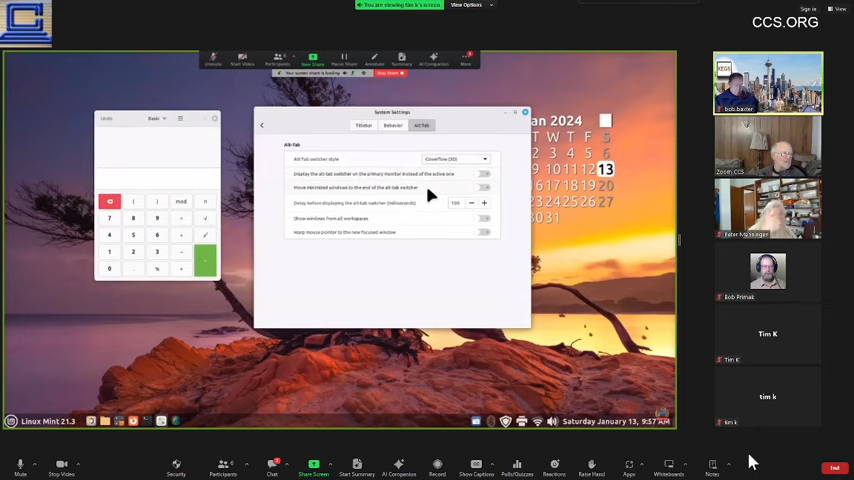 You are viewing the k's screen
View Options
Sign in
View
CCS.ORG
Unmute
Start Video
Participants
New Share
Pause Share
Annotate
Summary
AI Companion
More
Your screen share is loading
Stop Share
KEGS
bob.baxter
Zoom CCS
Bob Primak
Tim K
Tim K
tim k
tim k
Undo
Basic
( ) mod π
7 8 9 ÷ √
4 5 6 ×
1 2 3 −
0 . % +
System Settings
Titlebar
Behavior
Alt-Tab
Alt-Tab
Alt-Tab switcher style
Coverflow (3D)
Display the alt-tab switcher on the primary monitor instead of the active one
Move minimized windows to the end of the alt-tab switcher
Delay before displaying the alt-tab switcher (milliseconds)
100
Show windows from all workspaces
Warp mouse pointer to the new focused window
an 2024
T W T F S
2 3 4 5 6
9 10 11 12 13
16 17 18 19 20
23 24 25 26 27
30 31
Linux Mint 21.3
Saturday January 13, 9:57 AM
Mute
Stop Video
Security
Participants
Chat
Share Screen
Start Summary
AI Companion
Record
Show Captions
Polls/Quizzes
Reactions
Raise Hand
Apps
Whiteboards
Notes
End